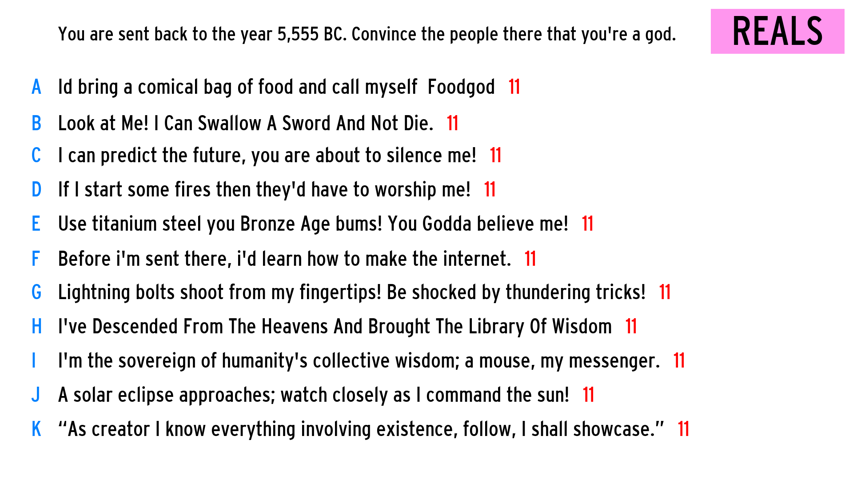 You are sent back to the year 5,555 BC. Convince the people there that you're a god.
REALS
A Id bring a comical bag of food and call myself Foodgod 11
B Look at Me! I Can Swallow A Sword And Not Die. 11
C I can predict the future, you are about to silence me! 11
D If I start some fires then they'd have to worship me! 11
E Use titanium steel you Bronze Age bums! You Godda believe me! 11
F Before i'm sent there, i'd learn how to make the internet. 11
G Lightning bolts shoot from my fingertips! Be shocked by thundering tricks! 11
H I've Descended From The Heavens And Brought The Library Of Wisdom 11
I I'm the sovereign of humanity's collective wisdom; a mouse, my messenger. 11
J A solar eclipse approaches; watch closely as I command the sun! 11
K “As creator I know everything involving existence, follow, I shall showcase.” 11